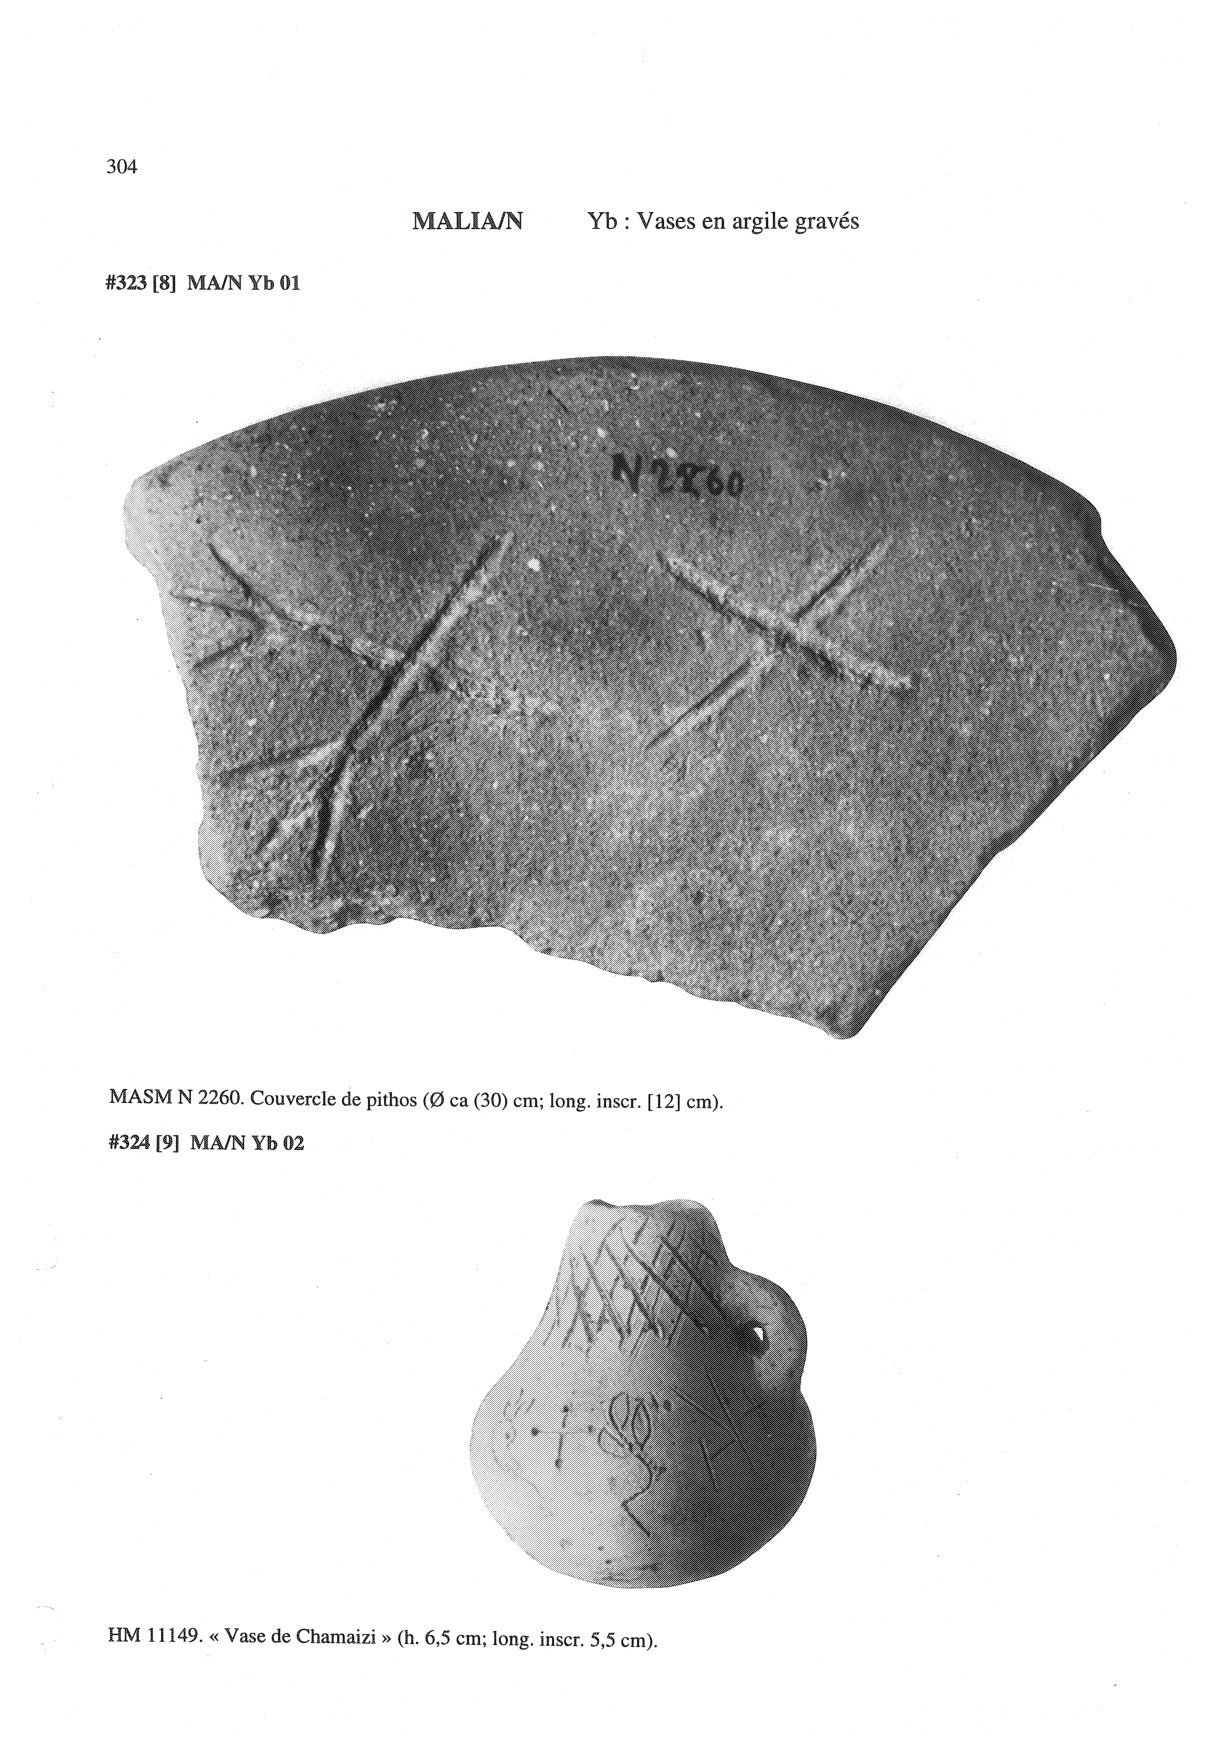 304
MALIA/N Yb : Vases en argile gravés
#323 [8] MA/N Yb 01
N 2260
MASM N 2260. Couvercle de pithos (Ø ca (30) cm; long. inscr. [12] cm).
#324 [9] MA/N Yb 02
HM 11149. « Vase de Chamaizi » (h. 6,5 cm; long. inscr. 5,5 cm).